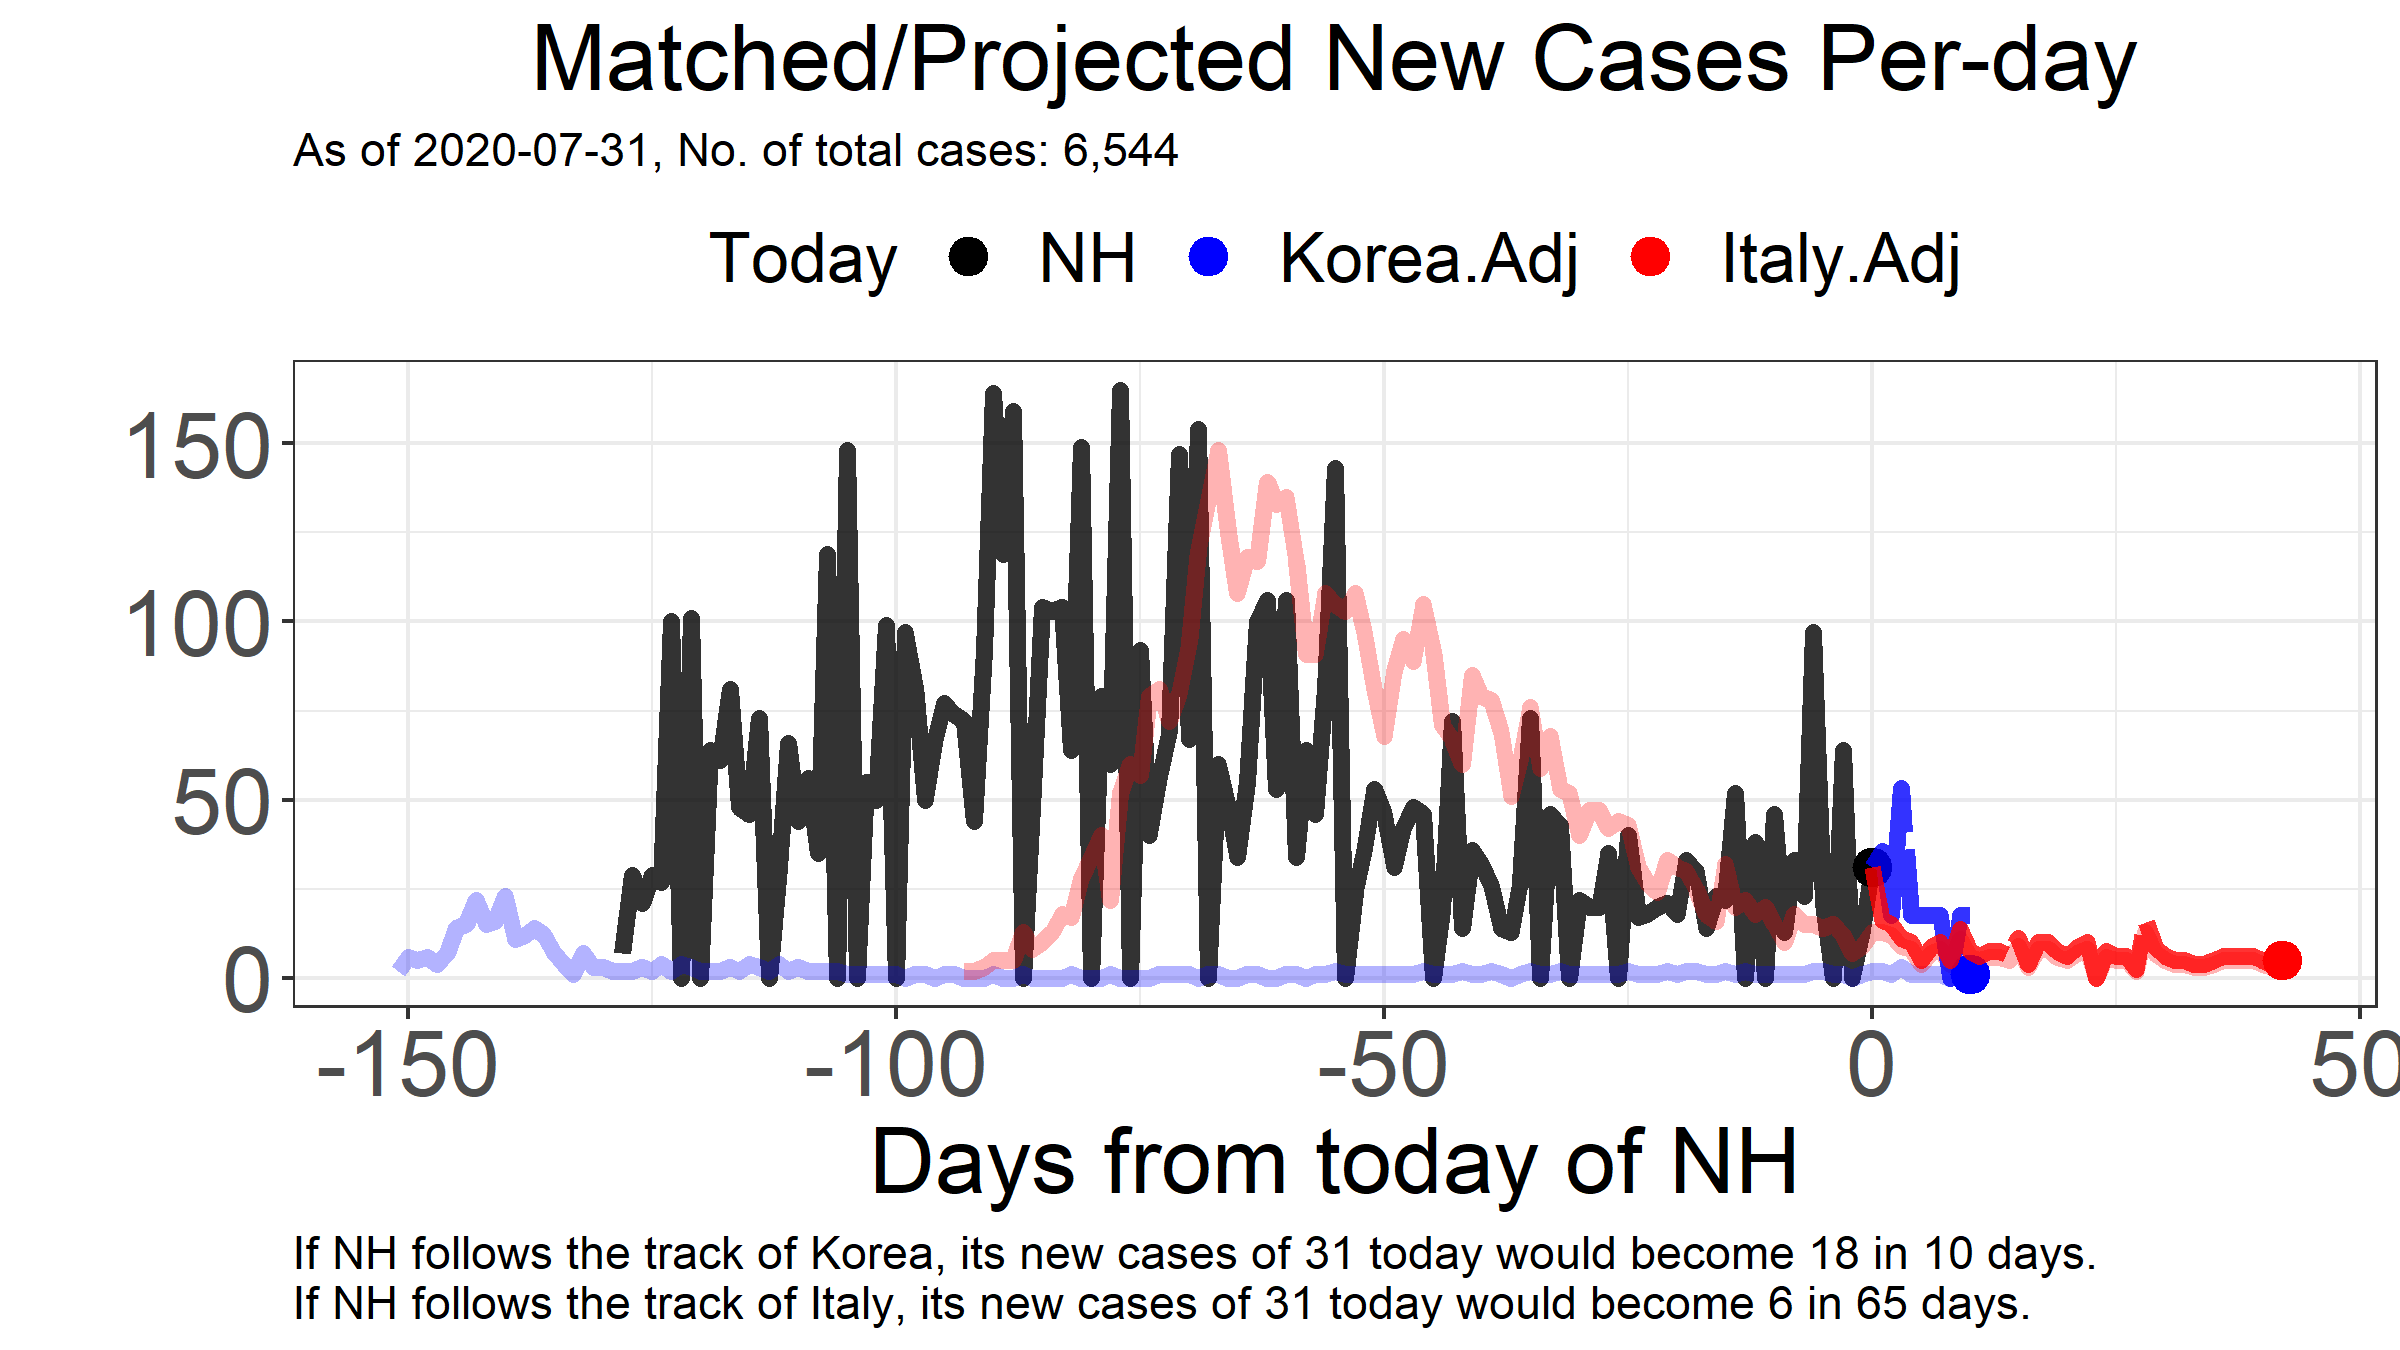 Matched/Projected New Cases Per-day
As of 2020-07-31, No. of total cases: 6,544
Today NH Korea.Adj Italy.Adj
150
100
50
0
-150 -100 -50 0 50
Days from today of NH
If NH follows the track of Korea, its new cases of 31 today would become 18 in 10 days.
If NH follows the track of Italy, its new cases of 31 today would become 6 in 65 days.